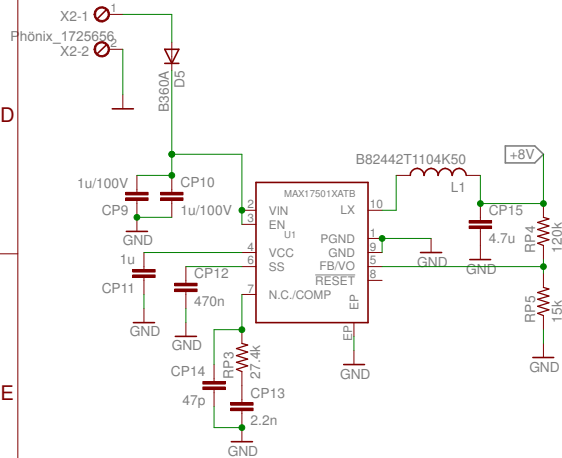 X2-1
1
Phönix_1725656
X2-2
2
B360A
D5
D
+8V
B82442T1104K50
L1
1u/100V
CP10
CP9
1u/100V
GND
MAX17501XATB
2 VIN
3 EN
U1
4 VCC
6 SS
7 N.C./COMP
LX 10
PGND 1
GND 9
FB/VO 5
RESET 8
EP
EP
GND
GND
CP15
4.7u
GND
RP4
120k
RP5
15k
GND
1u
CP11
GND
CP12
470n
GND
RP3
27.4k
CP14
47p
CP13
2.2n
GND
E